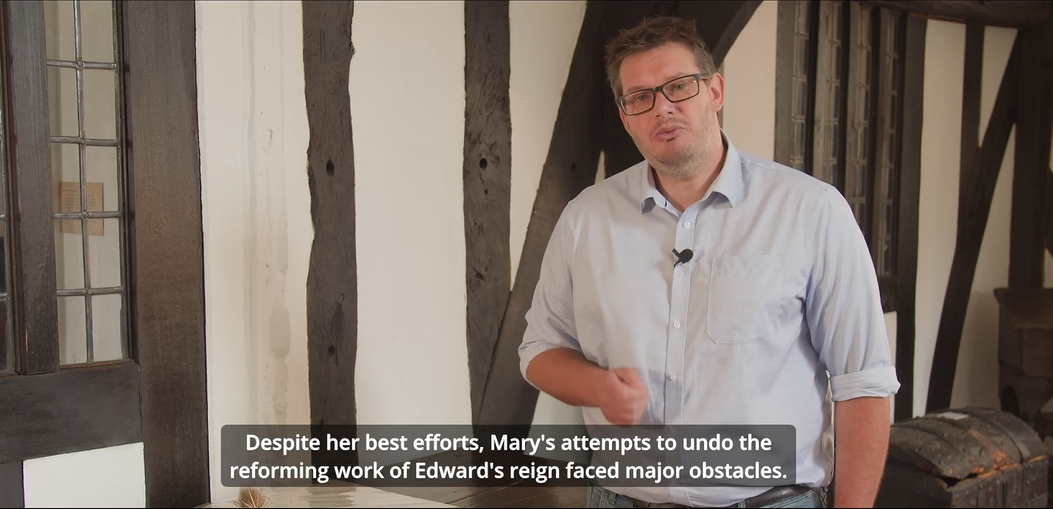 Despite her best efforts, Mary's attempts to undo the
reforming work of Edward's reign faced major obstacles.